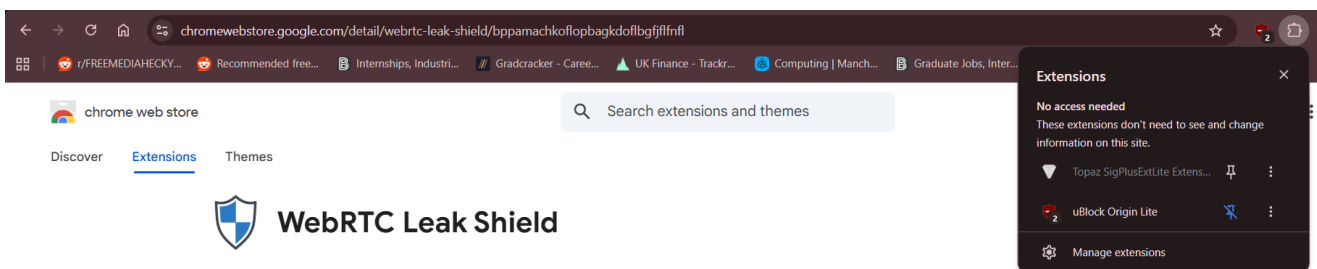 chromewebstore.google.com/detail/webrtc-leak-shield/bppamachkoflopbagkdoflbgfjflfnfl
2
r/FREEMEDIAHECKY... Recommended free... Internships, Industri... Gradcracker - Caree... UK Finance - Trackr... Computing | Manch... Graduate Jobs, Inter...
chrome web store
Search extensions and themes
Discover Extensions Themes
WebRTC Leak Shield
Extensions
No access needed
These extensions don't need to see and change
information on this site.
Topaz SigPlusExtLite Extens...
2 uBlock Origin Lite
Manage extensions